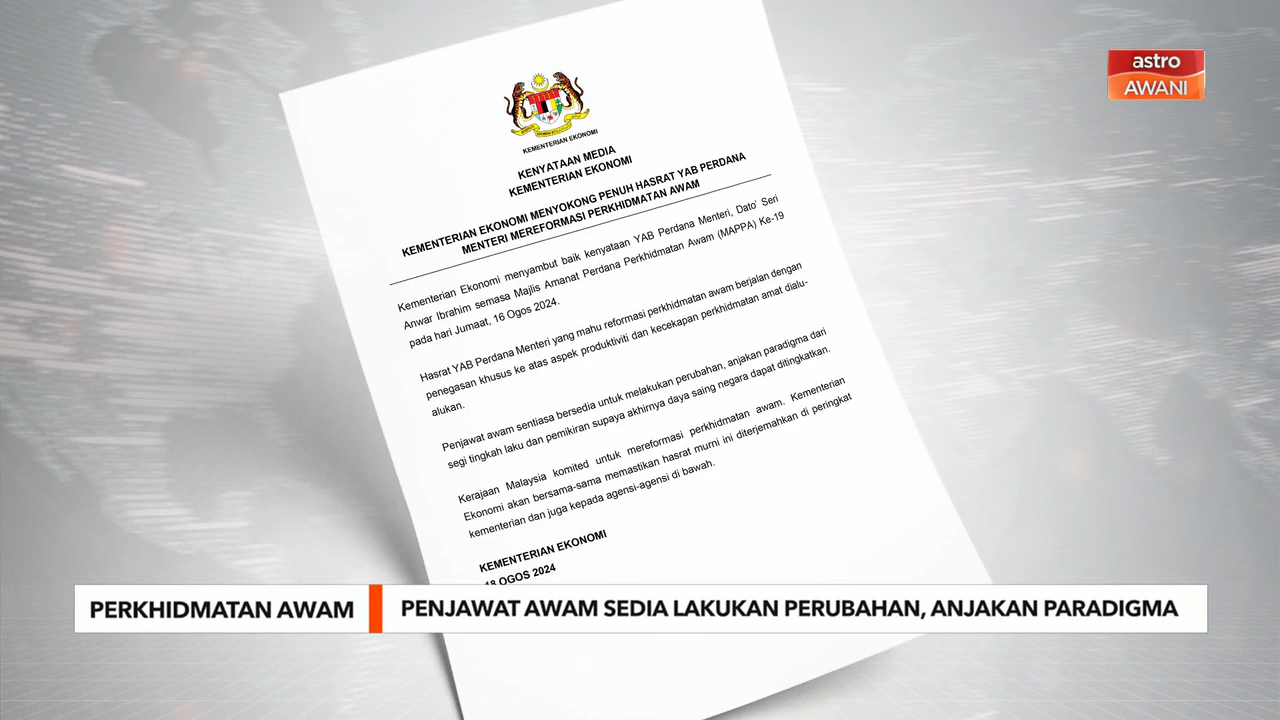 astro
AWANI
KEMENTERIAN EKONOMI
KENYATAAN MEDIA
KEMENTERIAN EKONOMI
KEMENTERIAN EKONOMI MENYOKONG PENUH HASRAT YAB PERDANA
MENTERI MEREFORMASI PERKHIDMATAN AWAM
Kementerian Ekonomi menyambut baik kenyataan YAB Perdana Menteri, Dato' Seri
Anwar Ibrahim semasa Majlis Amanat Perdana Perkhidmatan Awam (MAPPA) Ke-19
pada hari Jumaat, 16 Ogos 2024.
Hasrat YAB Perdana Menteri yang mahu reformasi perkhidmatan awam berjalan dengan
penegasan khusus ke atas aspek produktiviti dan kecekapan perkhidmatan amat dialu-
alukan.
Penjawat awam sentiasa bersedia untuk melakukan perubahan, anjakan paradigma dari
segi tingkah laku dan pemikiran supaya akhirnya daya saing negara dapat ditingkatkan.
Kerajaan Malaysia komited untuk mereformasi perkhidmatan awam. Kementerian
Ekonomi akan bersama-sama memastikan hasrat murni ini diterjemahkan di peringkat
kementerian dan juga kepada agensi-agensi di bawah.
KEMENTERIAN EKONOMI
18 OGOS 2024
PERKHIDMATAN AWAM
PENJAWAT AWAM SEDIA LAKUKAN PERUBAHAN, ANJAKAN PARADIGMA